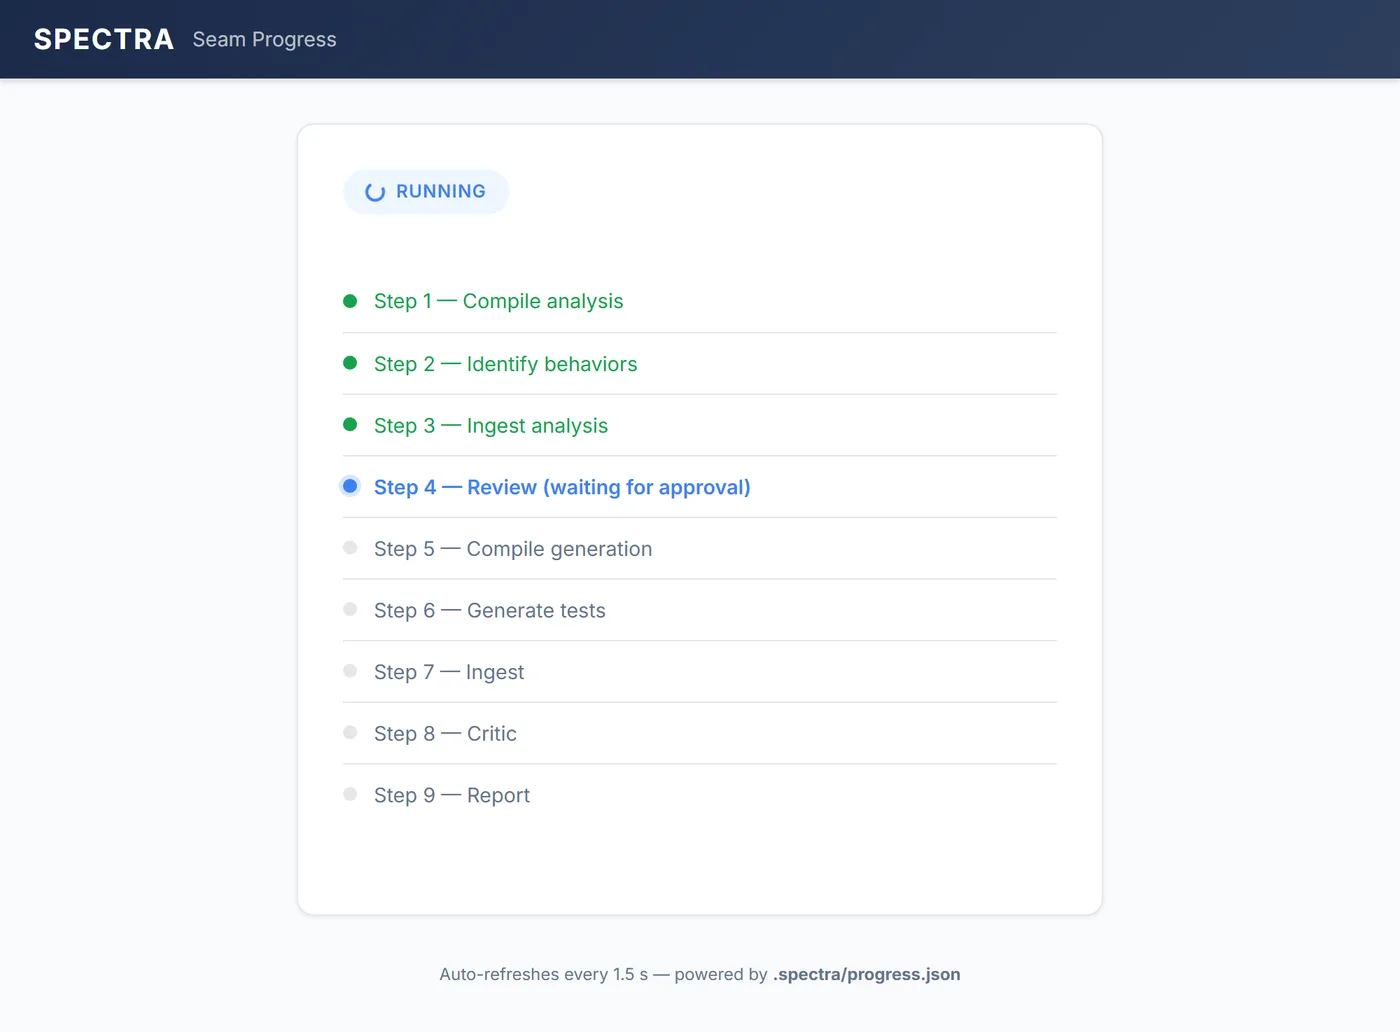 SPECTRA Seam Progress
RUNNING
Step 1 — Compile analysis
Step 2 — Identify behaviors
Step 3 — Ingest analysis
Step 4 — Review (waiting for approval)
Step 5 — Compile generation
Step 6 — Generate tests
Step 7 — Ingest
Step 8 — Critic
Step 9 — Report
Auto-refreshes every 1.5 s — powered by .spectra/progress.json